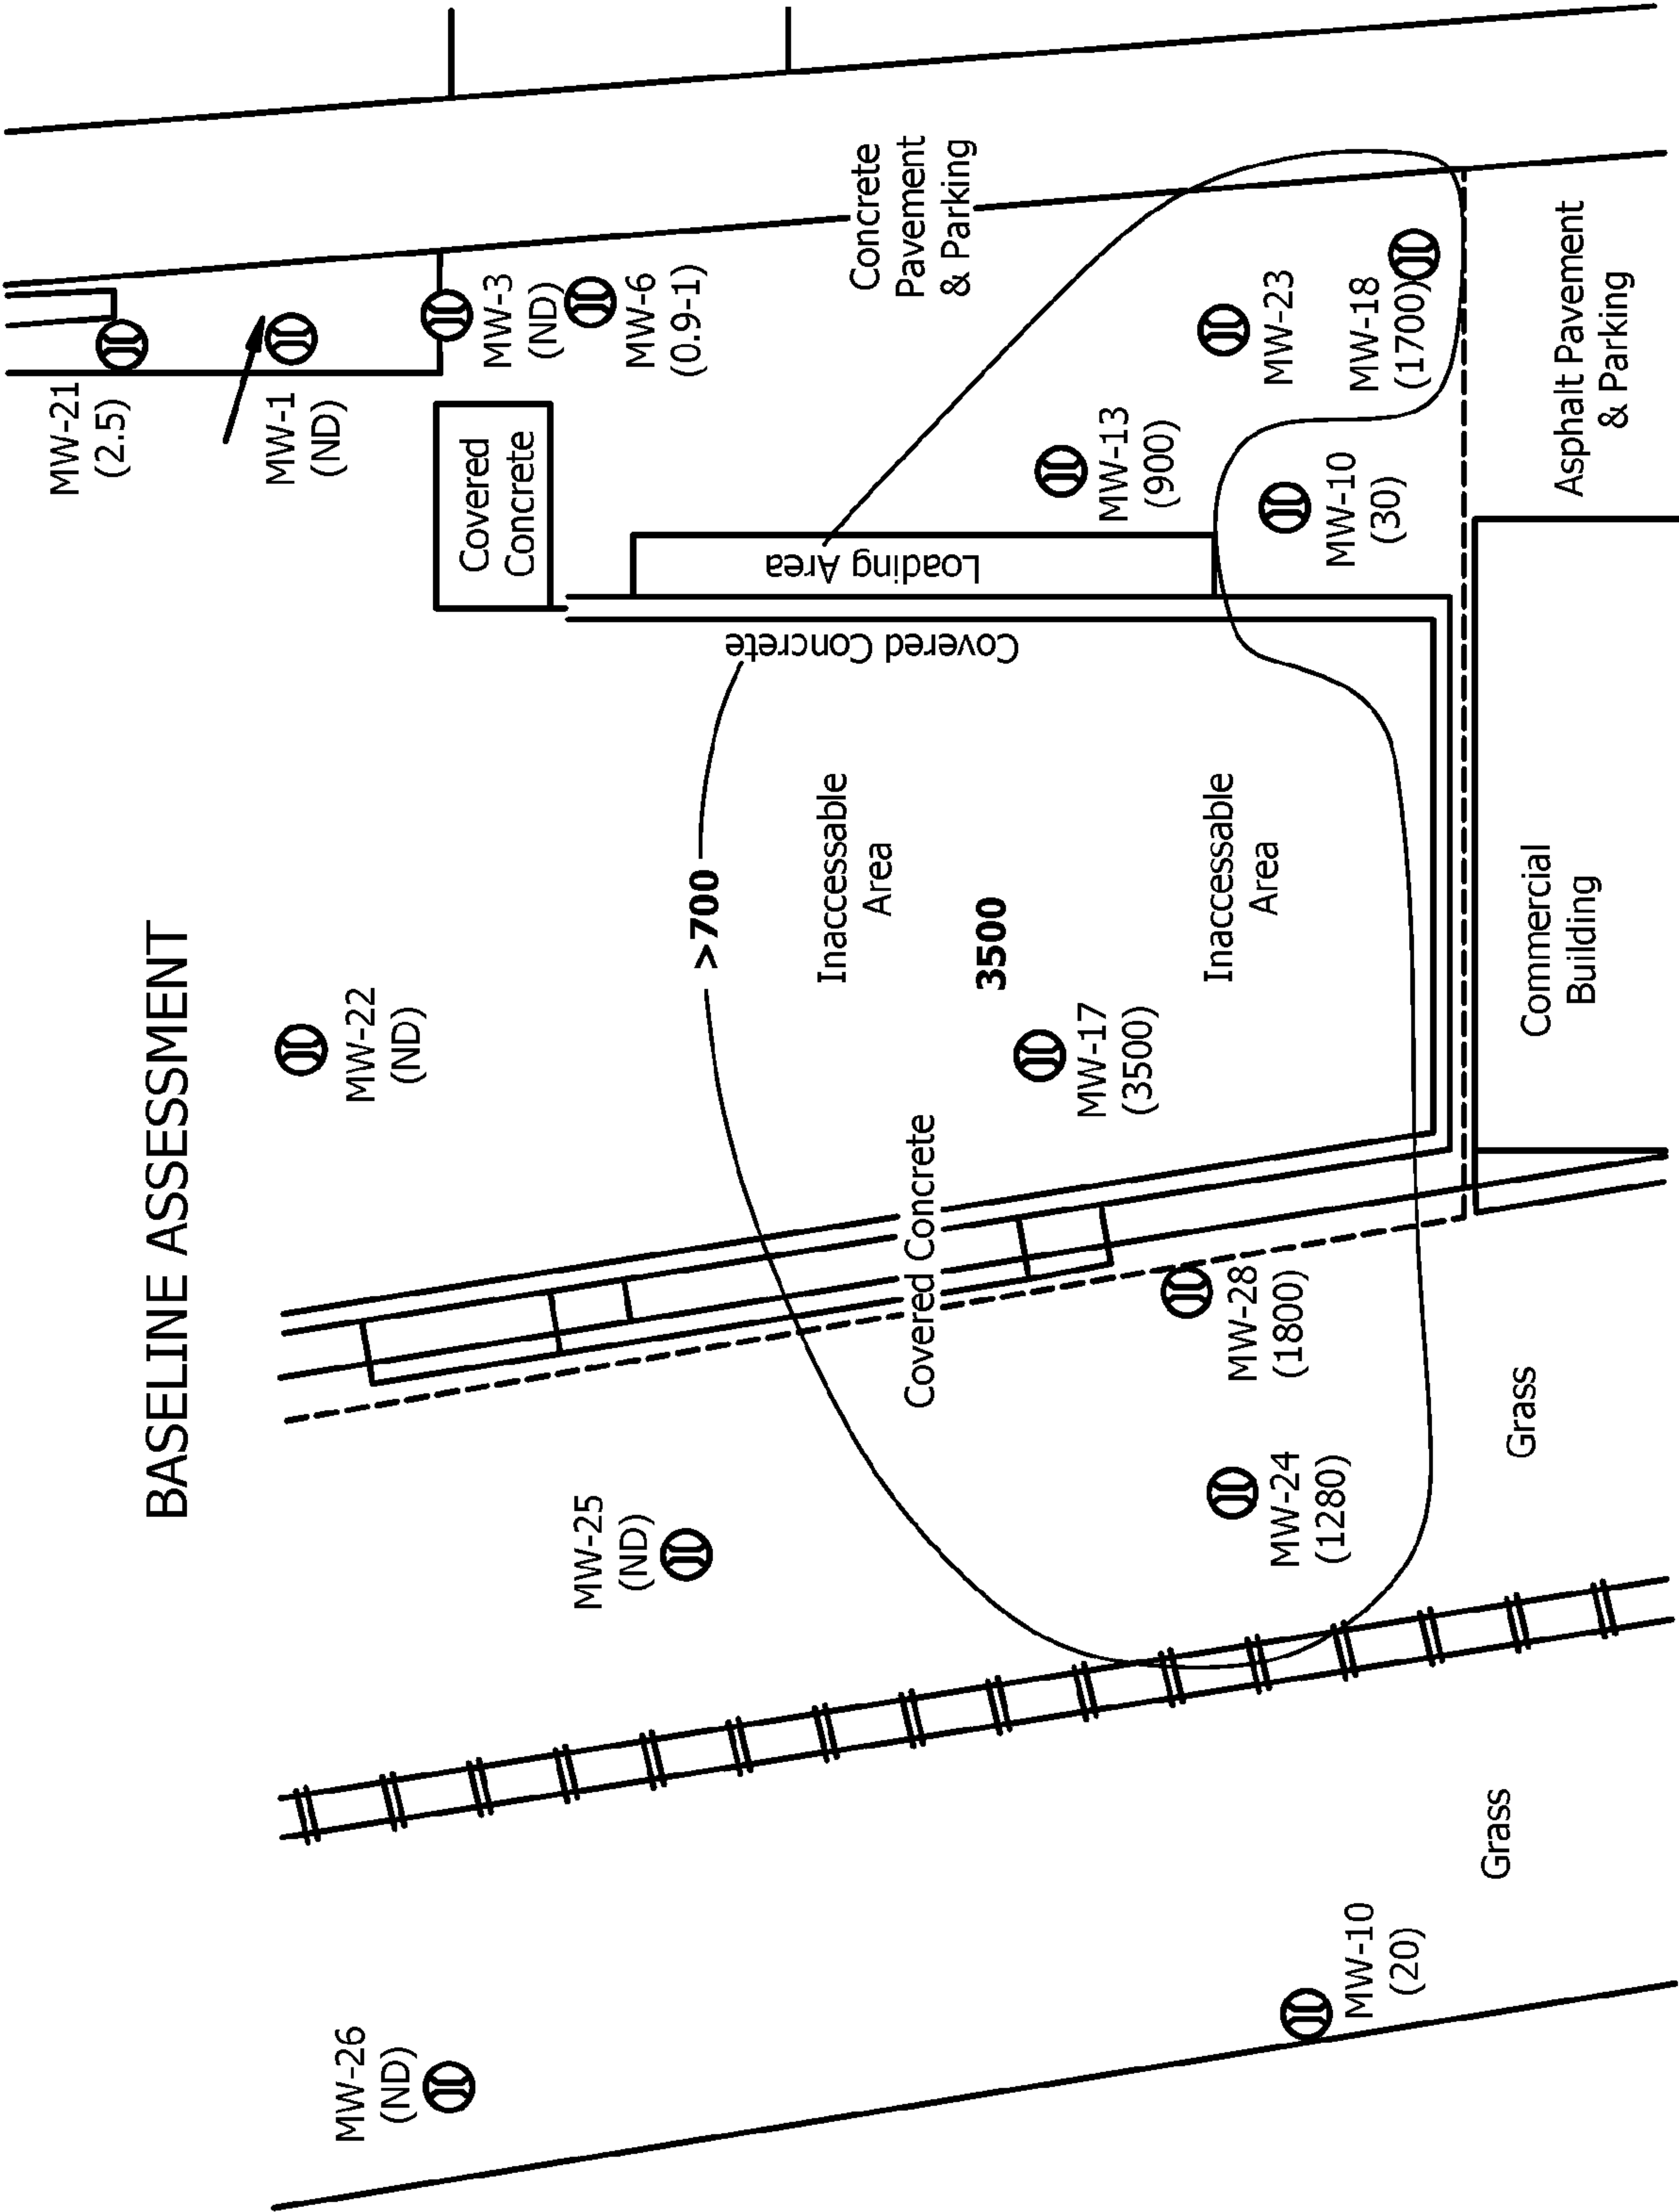 BASELINE ASSESSMENT
MW-26
(ND)
MW-25
(ND)
MW-22
(ND)
MW-21
(2.5)
MW-1
(ND)
MW-3
(ND)
MW-6
(0.9-1)
Covered
Concrete
Concrete
Pavement
& Parking
>700
Covered Concrete
Loading Area
Inaccessable
Area
3500
Inaccessable
Area
Covered Concrete
MW-17
(3500)
MW-13
(900)
MW-23
MW-18
(1700)
MW-10
(30)
MW-28
(1800)
MW-24
(1280)
MW-10
(20)
Grass
Grass
Commercial
Building
Asphalt Pavement
& Parking